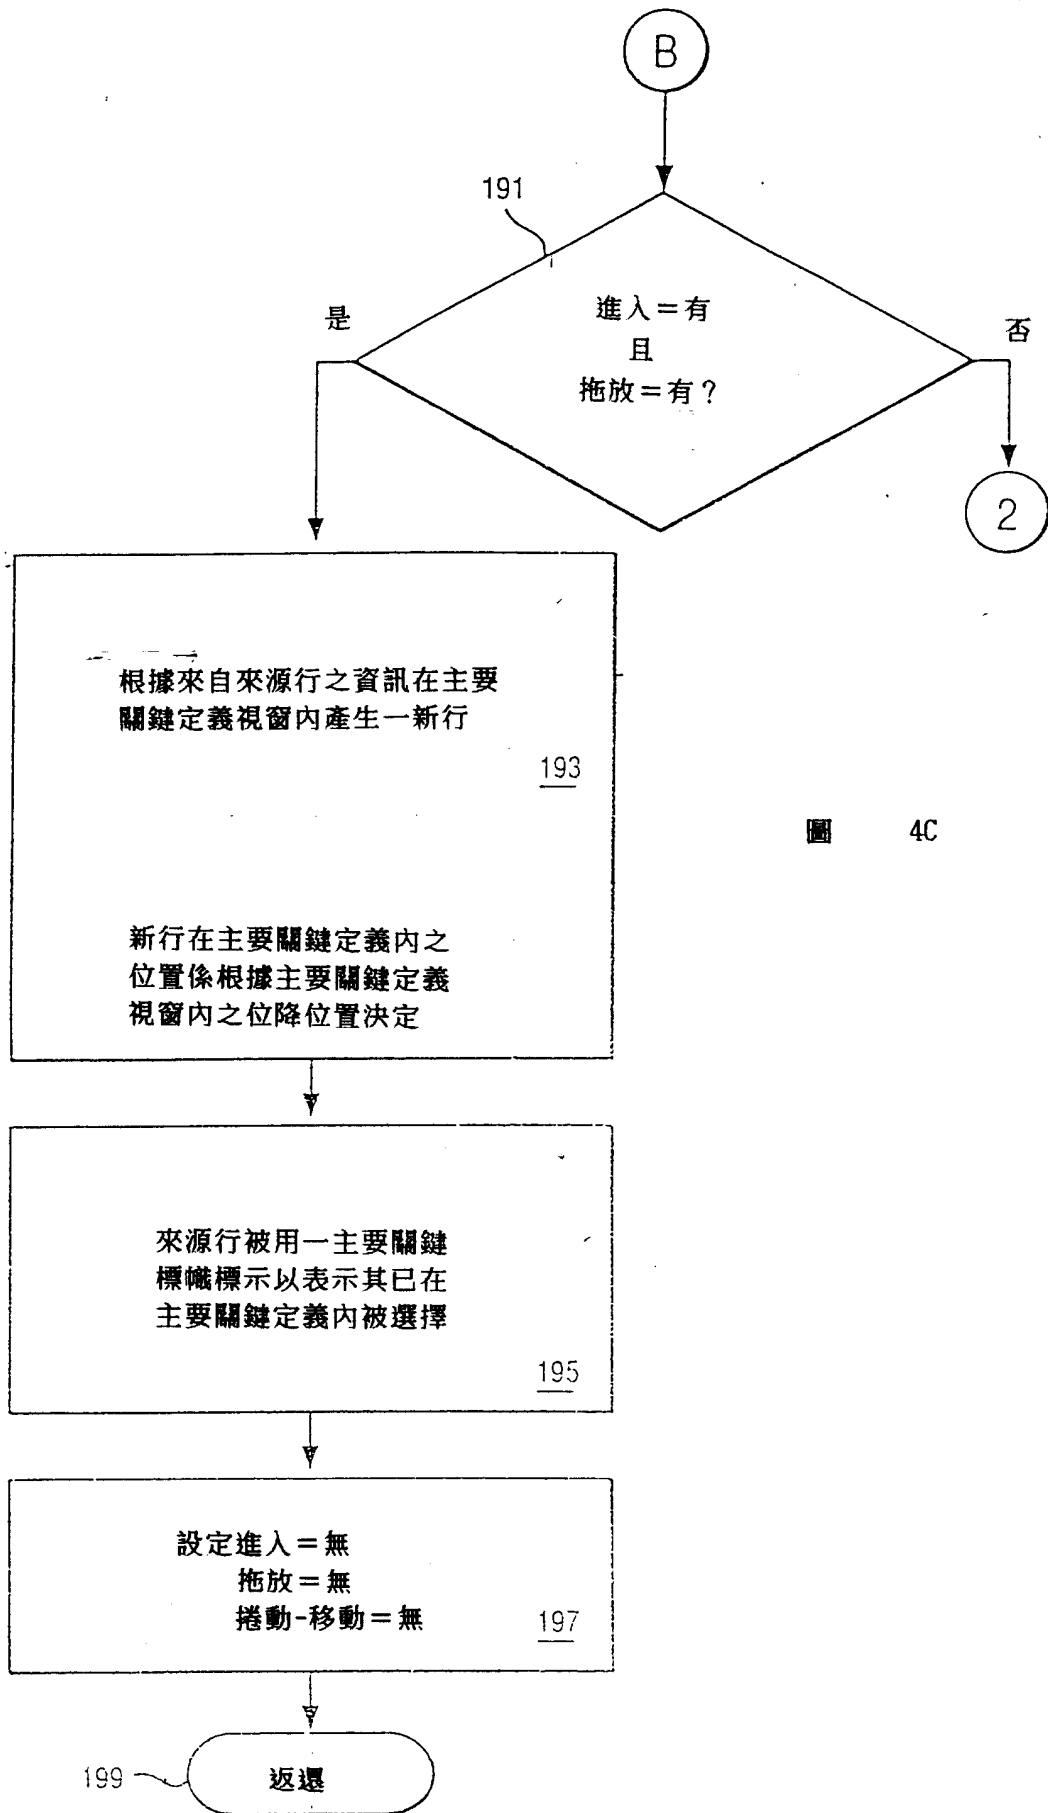 B
191
是
進入＝有
且
拖放＝有？
否
2
根據來自來源行之資訊在主要
關鍵定義視窗內產生一新行
193
圖 4C
新行在主要關鍵定義內之
位置係根據主要關鍵定義
視窗內之位降位置決定
來源行被用一主要關鍵
標幟標示以表示其已在
主要關鍵定義內被選擇
195
設定進入＝無
拖放＝無
捲動-移動＝無
197
199
返還